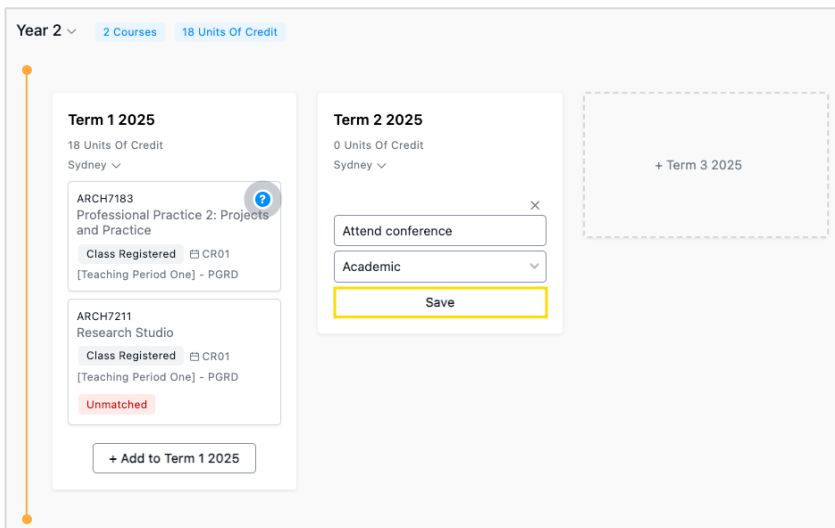 Year 2
2 Courses
18 Units Of Credit
Term 1 2025
18 Units Of Credit
Sydney
ARCH7183
?
Professional Practice 2: Projects
and Practice
Class Registered
CR01
[Teaching Period One] - PGRD
ARCH7211
Research Studio
Class Registered
CR01
[Teaching Period One] - PGRD
Unmatched
+ Add to Term 1 2025
Term 2 2025
0 Units Of Credit
Sydney
Attend conference
Academic
Save
+ Term 3 2025